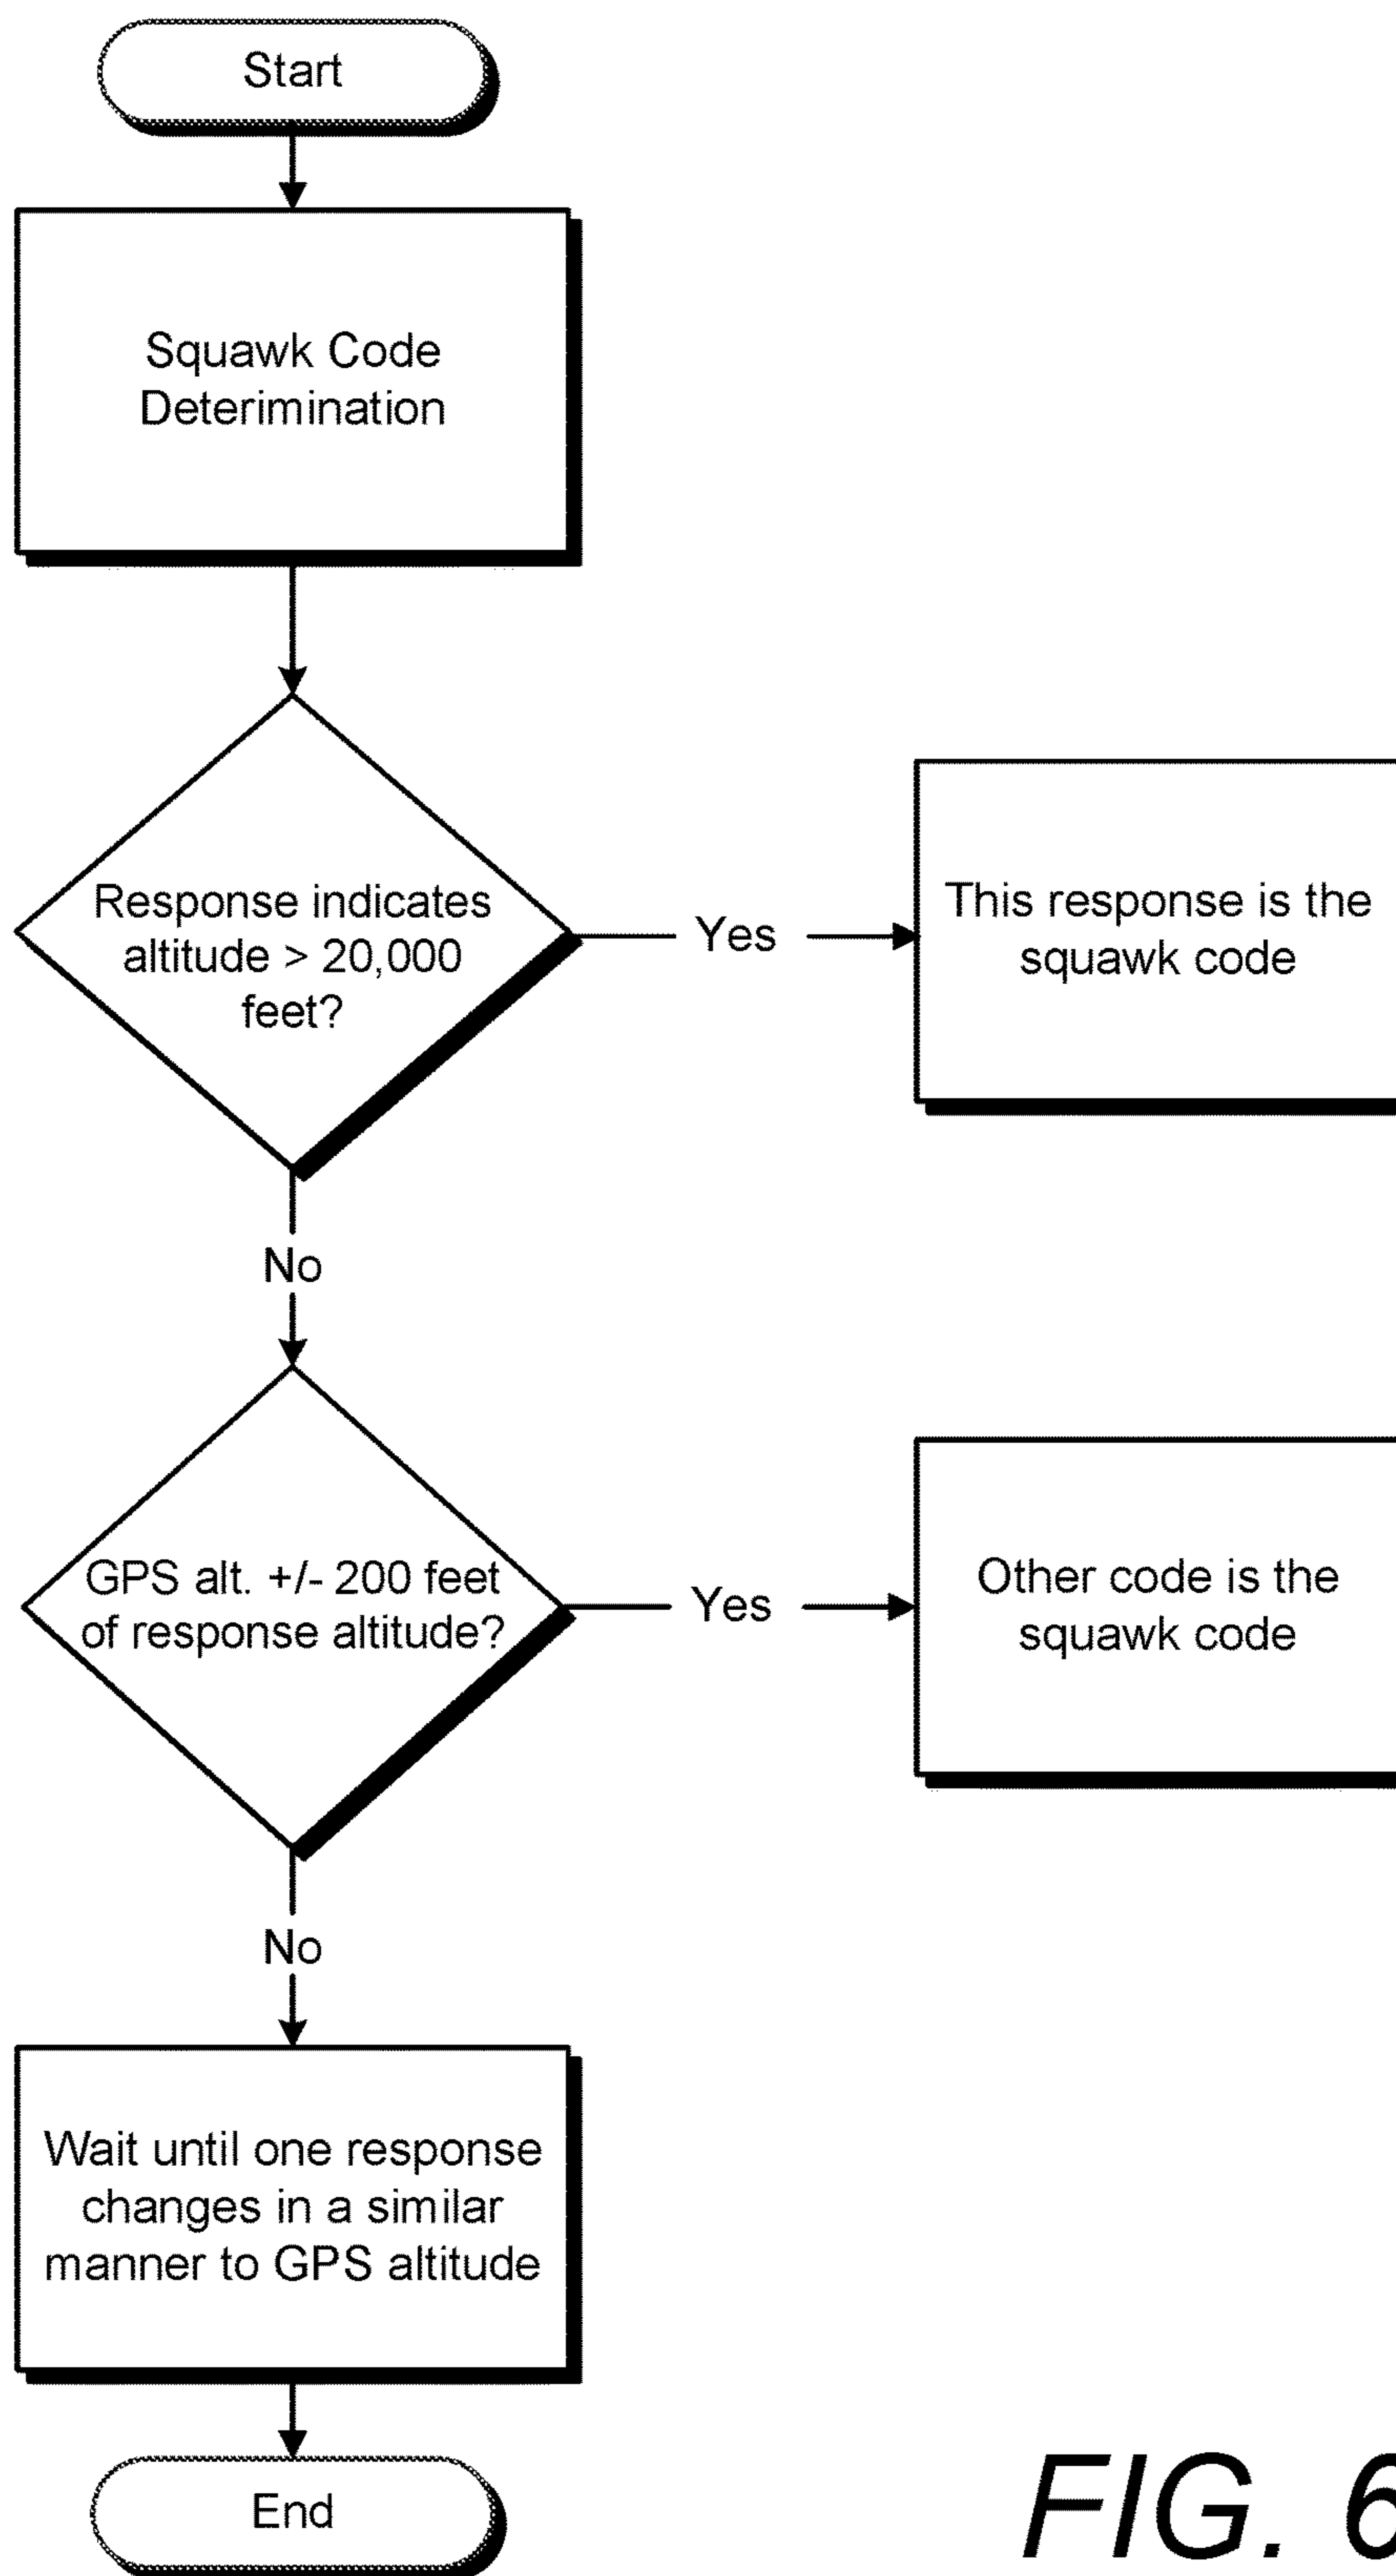 Start
Squawk Code
Deterimination
Response indicates
altitude > 20,000
feet?
Yes
This response is the
squawk code
No
GPS alt. +/- 200 feet
of response altitude?
Yes
Other code is the
squawk code
No
Wait until one response
changes in a similar
manner to GPS altitude
End
FIG. 6